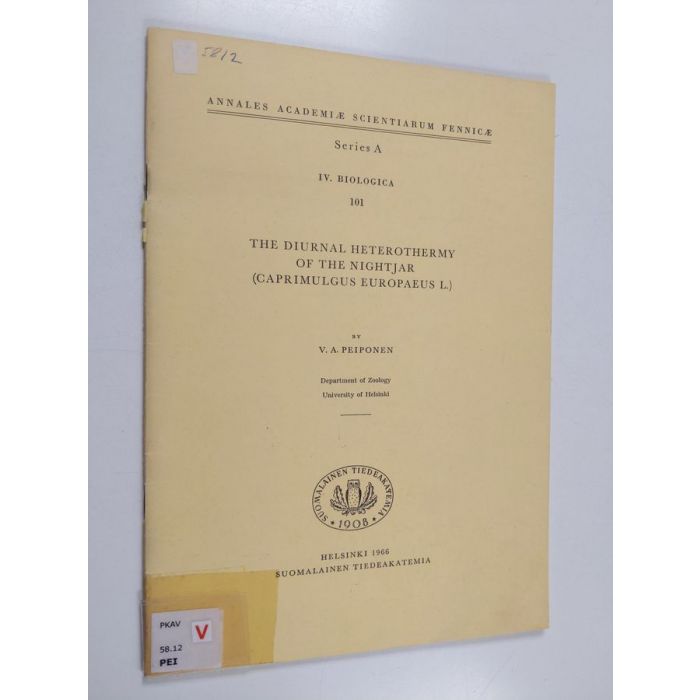 5812
ANNALES ACADEMIÆ SCIENTIARUM FENNICÆ
Series A
IV. BIOLOGICA
101
THE DIURNAL HETEROTHERMY
OF THE NIGHTJAR
(CAPRIMULGUS EUROPAEUS L.)
BY
V. A. PEIPONEN
Department of Zoology
University of Helsinki
SUOMALAINEN TIEDEAKATEMIA
• 1908 •
HELSINKI 1966
SUOMALAINEN TIEDEAKATEMIA
PKAV
V
58.12
PEI